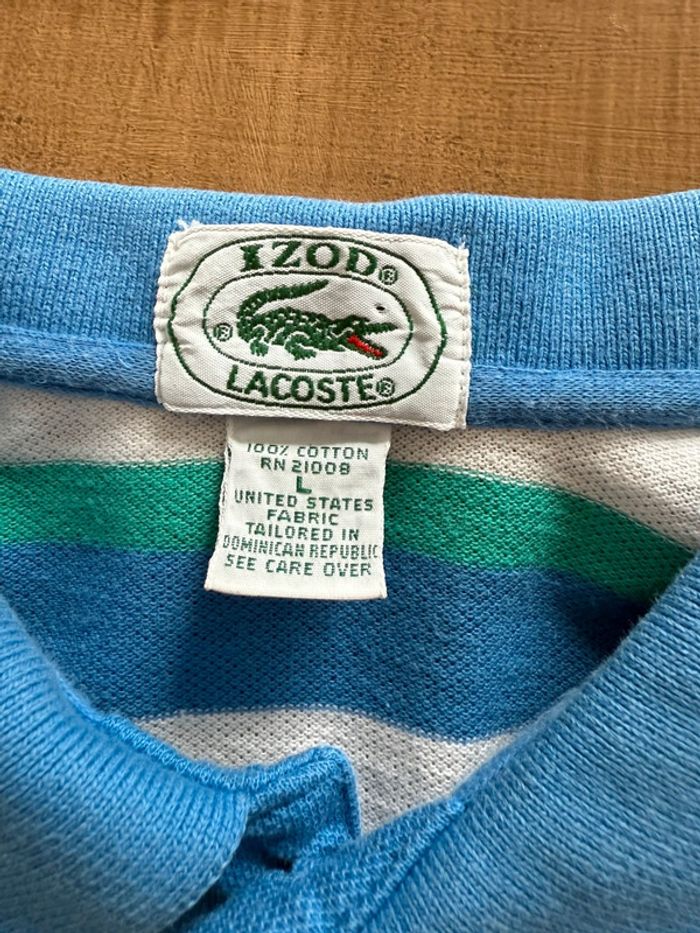 IZOD®
®
LACOSTE®
100% COTTON
RN 21008
L
UNITED STATES
FABRIC
TAILORED IN
DOMINICAN REPUBLIC
SEE CARE OVER